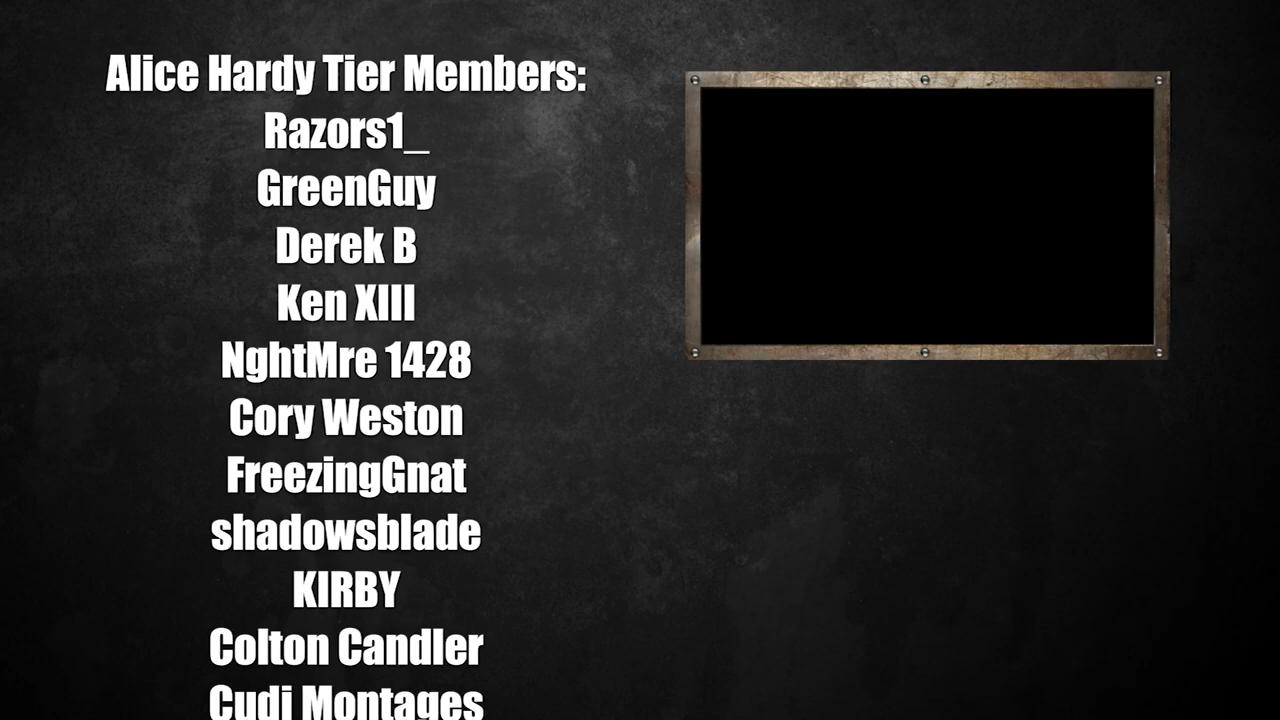 Alice Hardy Tier Members:
Razors1_
GreenGuy
Derek B
Ken XIII
NghtMre 1428
Cory Weston
FreezingGnat
shadowsblade
KIRBY
Colton Candler
Cudi Montages